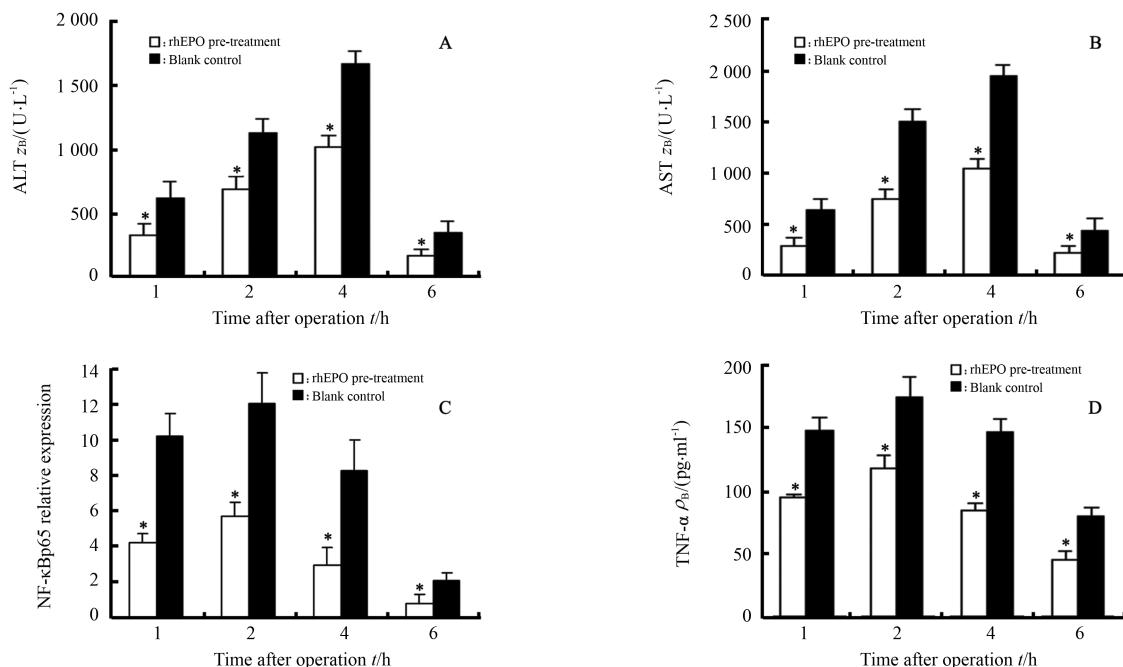 2 000
1 500
1 000
500
0
ALT zB/(U·L-1)
□: rhEPO pre-treatment
■: Blank control
A
*
*
*
*
1 2 4 6
Time after operation t/h
2 500
2 000
1 500
1 000
500
0
AST zB/(U·L-1)
□: rhEPO pre-treatment
■: Blank control
B
*
*
*
*
1 2 4 6
Time after operation t/h
14
12
10
8
6
4
2
0
NF-κBp65 relative expression
□: rhEPO pre-treatment
■: Blank control
C
*
*
*
*
1 2 4 6
Time after operation t/h
200
150
100
50
0
TNF-α ρB/(pg·ml-1)
□: rhEPO pre-treatment
■: Blank control
D
*
*
*
*
1 2 4 6
Time after operation t/h